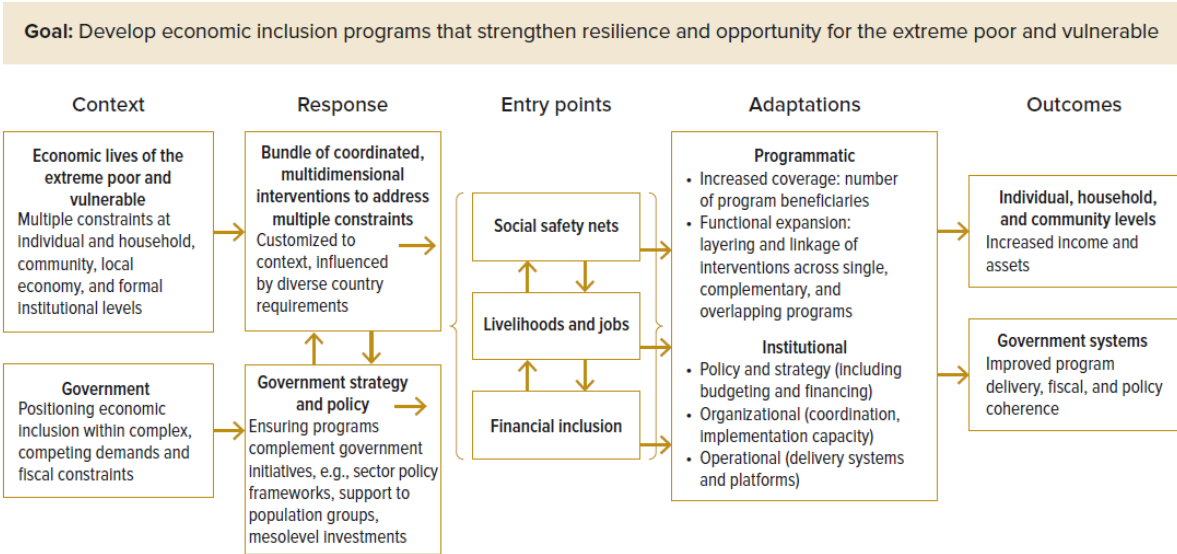 Goal: Develop economic inclusion programs that strengthen resilience and opportunity for the extreme poor and vulnerable
Context
Response
Entry points
Adaptations
Outcomes
Economic lives of the
extreme poor and
vulnerable
Multiple constraints at
individual and household,
community, local
economy, and formal
institutional levels
Government
Positioning economic
inclusion within complex,
competing demands and
fiscal constraints
Bundle of coordinated,
multidimensional
interventions to address
multiple constraints
Customized to
context, influenced
by diverse country
requirements
Government strategy
and policy
Ensuring programs
complement government
initiatives, e.g., sector policy
frameworks, support to
population groups,
mesolevel investments
Social safety nets
Livelihoods and jobs
Financial inclusion
Programmatic
• Increased coverage: number
of program beneficiaries
• Functional expansion:
layering and linkage of
interventions across single,
complementary, and
overlapping programs
Institutional
• Policy and strategy (including
budgeting and financing)
• Organizational (coordination,
implementation capacity)
• Operational (delivery systems
and platforms)
Individual, household,
and community levels
Increased income and
assets
Government systems
Improved program
delivery, fiscal, and policy
coherence